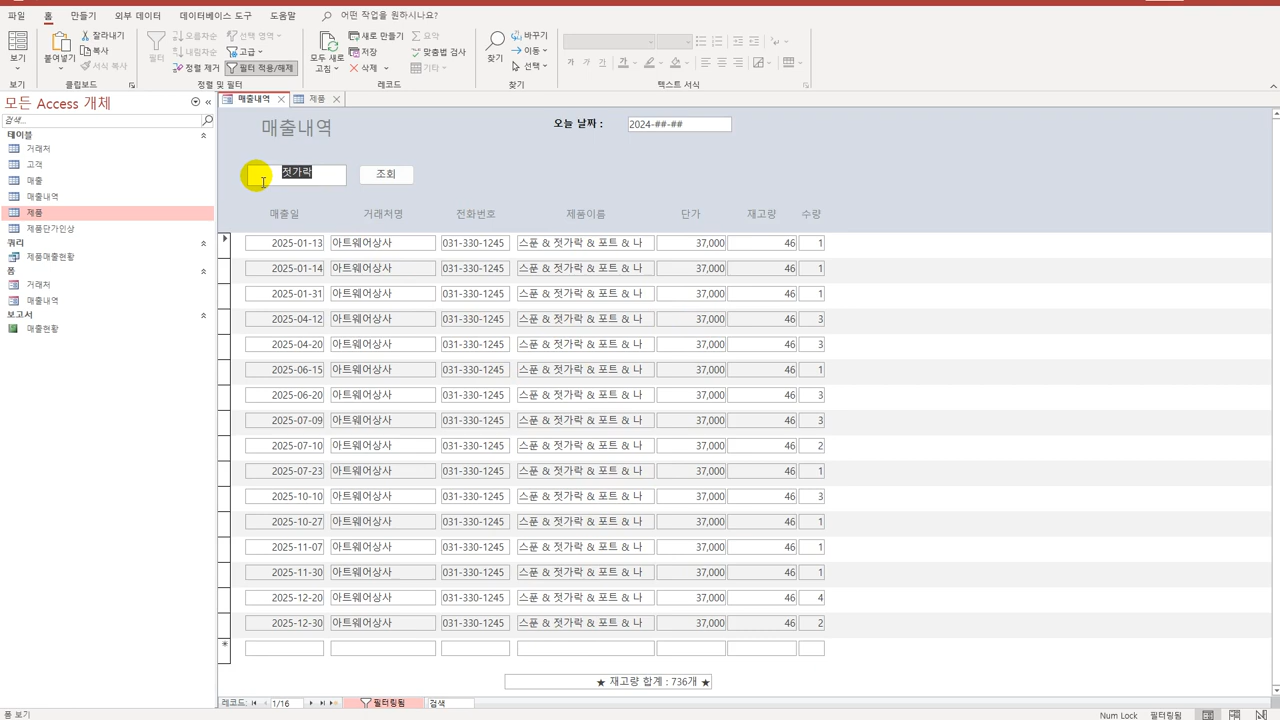 파일 홈 만들기 외부 데이터 데이터베이스 도구 도움말 어떤 작업을 원하시나요?
보기
붙여넣기
잘라내기
복사
서식 복사
필터
오름차순
내림차순
정렬 제거
선택 영역
고급
필터 적용/해제
모두 새로 고침
새로 만들기
저장
삭제
요약
맞춤법 검사
기타
찾기
바꾸기
이동
선택
보기 클립보드 정렬 및 필터 레코드 찾기 텍스트 서식
모든 Access 개체
검색...
테이블
거래처
고객
매출
매출내역
제품
제품단가인상
쿼리
제품매출현황
폼
거래처
매출내역
보고서
매출현황
매출내역 제품
매출내역 오늘 날짜 : 2024-##-##
젓가락 조회
매출일 거래처명 전화번호 제품이름 단가 재고량 수량
2025-01-13 아트웨어상사 031-330-1245 스푼 & 젓가락 & 포트 & 나 37,000 46 1
2025-01-14 아트웨어상사 031-330-1245 스푼 & 젓가락 & 포트 & 나 37,000 46 1
2025-01-31 아트웨어상사 031-330-1245 스푼 & 젓가락 & 포트 & 나 37,000 46 1
2025-04-12 아트웨어상사 031-330-1245 스푼 & 젓가락 & 포트 & 나 37,000 46 3
2025-04-20 아트웨어상사 031-330-1245 스푼 & 젓가락 & 포트 & 나 37,000 46 3
2025-06-15 아트웨어상사 031-330-1245 스푼 & 젓가락 & 포트 & 나 37,000 46 1
2025-06-20 아트웨어상사 031-330-1245 스푼 & 젓가락 & 포트 & 나 37,000 46 3
2025-07-09 아트웨어상사 031-330-1245 스푼 & 젓가락 & 포트 & 나 37,000 46 3
2025-07-10 아트웨어상사 031-330-1245 스푼 & 젓가락 & 포트 & 나 37,000 46 2
2025-07-23 아트웨어상사 031-330-1245 스푼 & 젓가락 & 포트 & 나 37,000 46 1
2025-10-10 아트웨어상사 031-330-1245 스푼 & 젓가락 & 포트 & 나 37,000 46 3
2025-10-27 아트웨어상사 031-330-1245 스푼 & 젓가락 & 포트 & 나 37,000 46 1
2025-11-07 아트웨어상사 031-330-1245 스푼 & 젓가락 & 포트 & 나 37,000 46 1
2025-11-30 아트웨어상사 031-330-1245 스푼 & 젓가락 & 포트 & 나 37,000 46 1
2025-12-20 아트웨어상사 031-330-1245 스푼 & 젓가락 & 포트 & 나 37,000 46 4
2025-12-30 아트웨어상사 031-330-1245 스푼 & 젓가락 & 포트 & 나 37,000 46 2
★ 재고량 합계 : 736개 ★
레코드: 1/16 필터링됨 검색
폼 보기 Num Lock 필터링됨